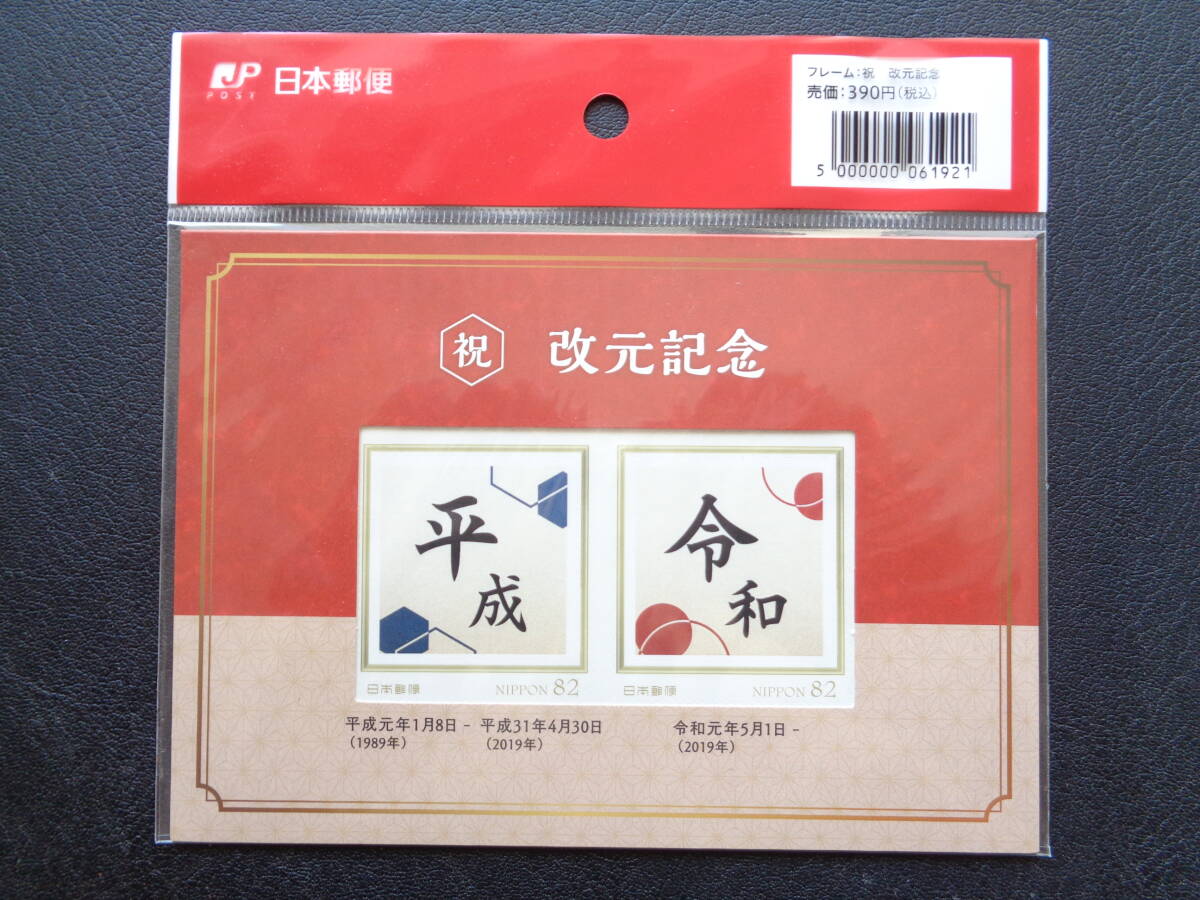 JP
POST
日本郵便
フレーム:祝 改元記念
売価:390円(税込)
5 000000 061921
祝 改元記念
平成
日本郵便 NIPPON 82
令和
日本郵便 NIPPON 82
平成元年1月8日 - 平成31年4月30日
(1989年) (2019年)
令和元年5月1日 -
(2019年)